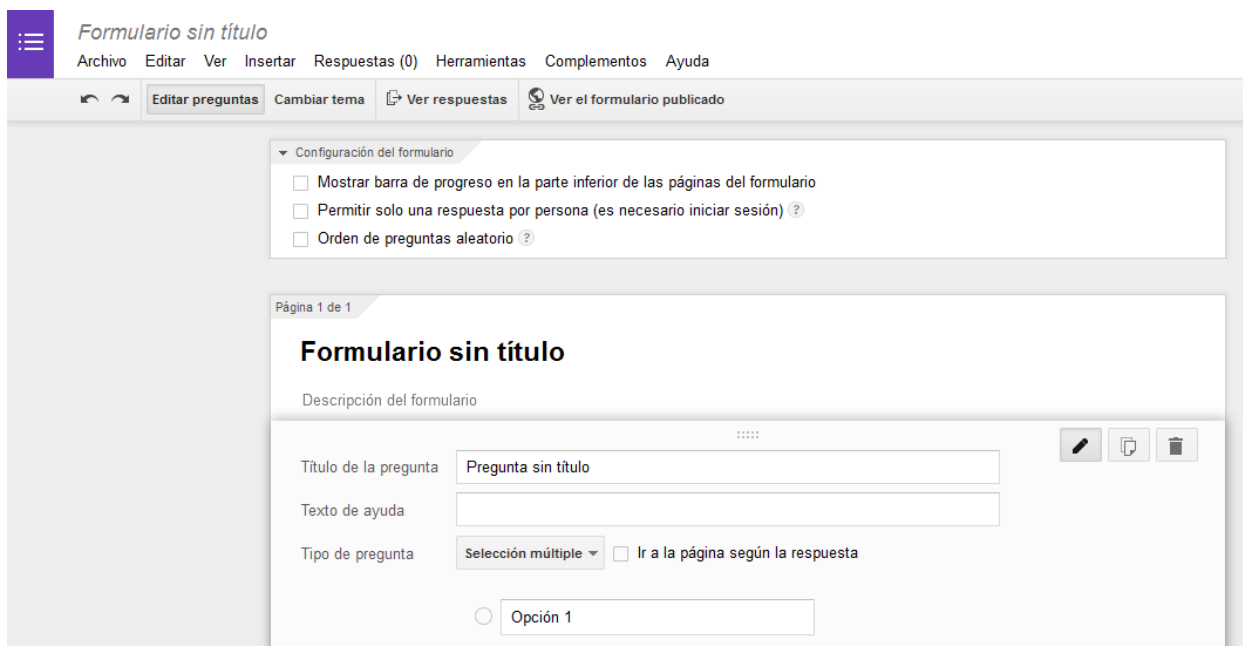 Formulario sin título
Archivo Editar Ver Insertar Respuestas (0) Herramientas Complementos Ayuda
Editar preguntas Cambiar tema Ver respuestas Ver el formulario publicado
Configuración del formulario
Mostrar barra de progreso en la parte inferior de las páginas del formulario
Permitir solo una respuesta por persona (es necesario iniciar sesión) ?
Orden de preguntas aleatorio ?
Página 1 de 1
Formulario sin título
Descripción del formulario
Título de la pregunta Pregunta sin título
Texto de ayuda
Tipo de pregunta Selección múltiple Ir a la página según la respuesta
Opción 1